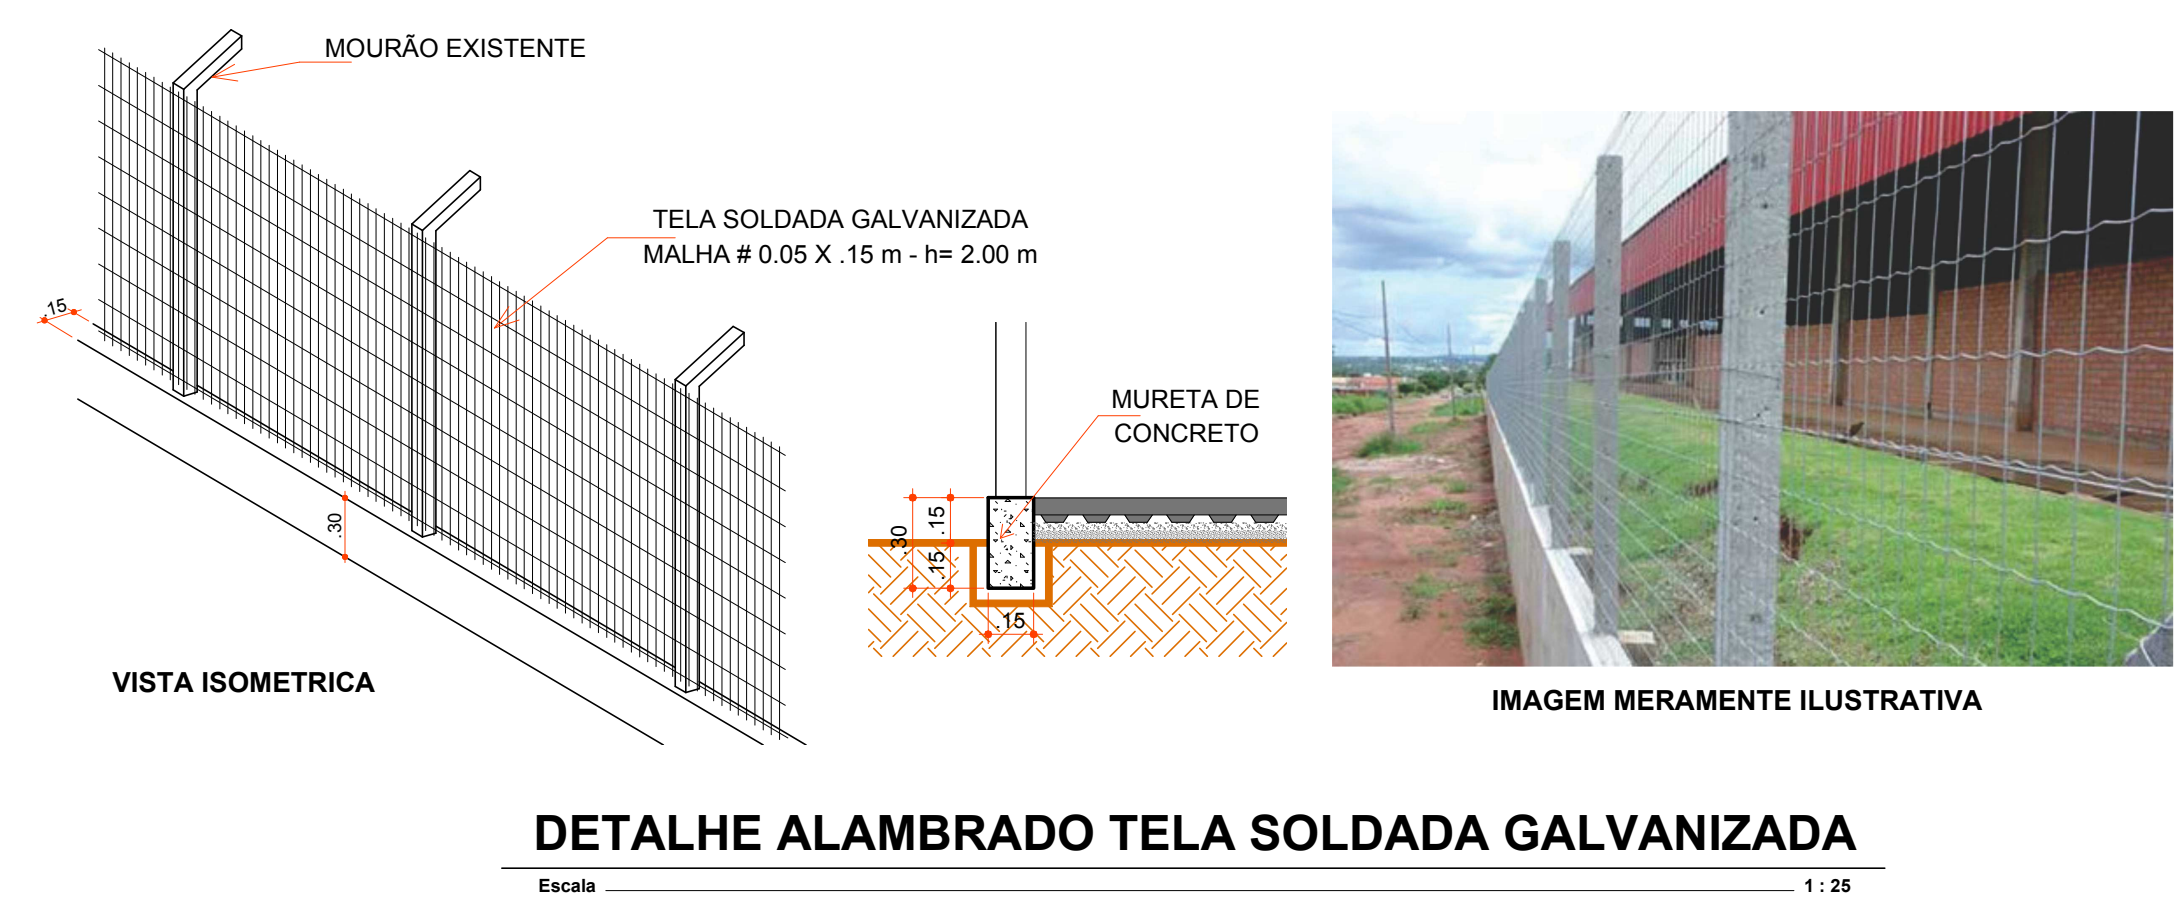 MOURÃO EXISTENTE
TELA SOLDADA GALVANIZADA
MALHA # 0.05 X .15 m - h= 2.00 m
.15
.30
VISTA ISOMETRICA
MURETA DE
CONCRETO
.30
.15
.15
.15
IMAGEM MERAMENTE ILUSTRATIVA
DETALHE ALAMBRADO TELA SOLDADA GALVANIZADA
Escala 1 : 25